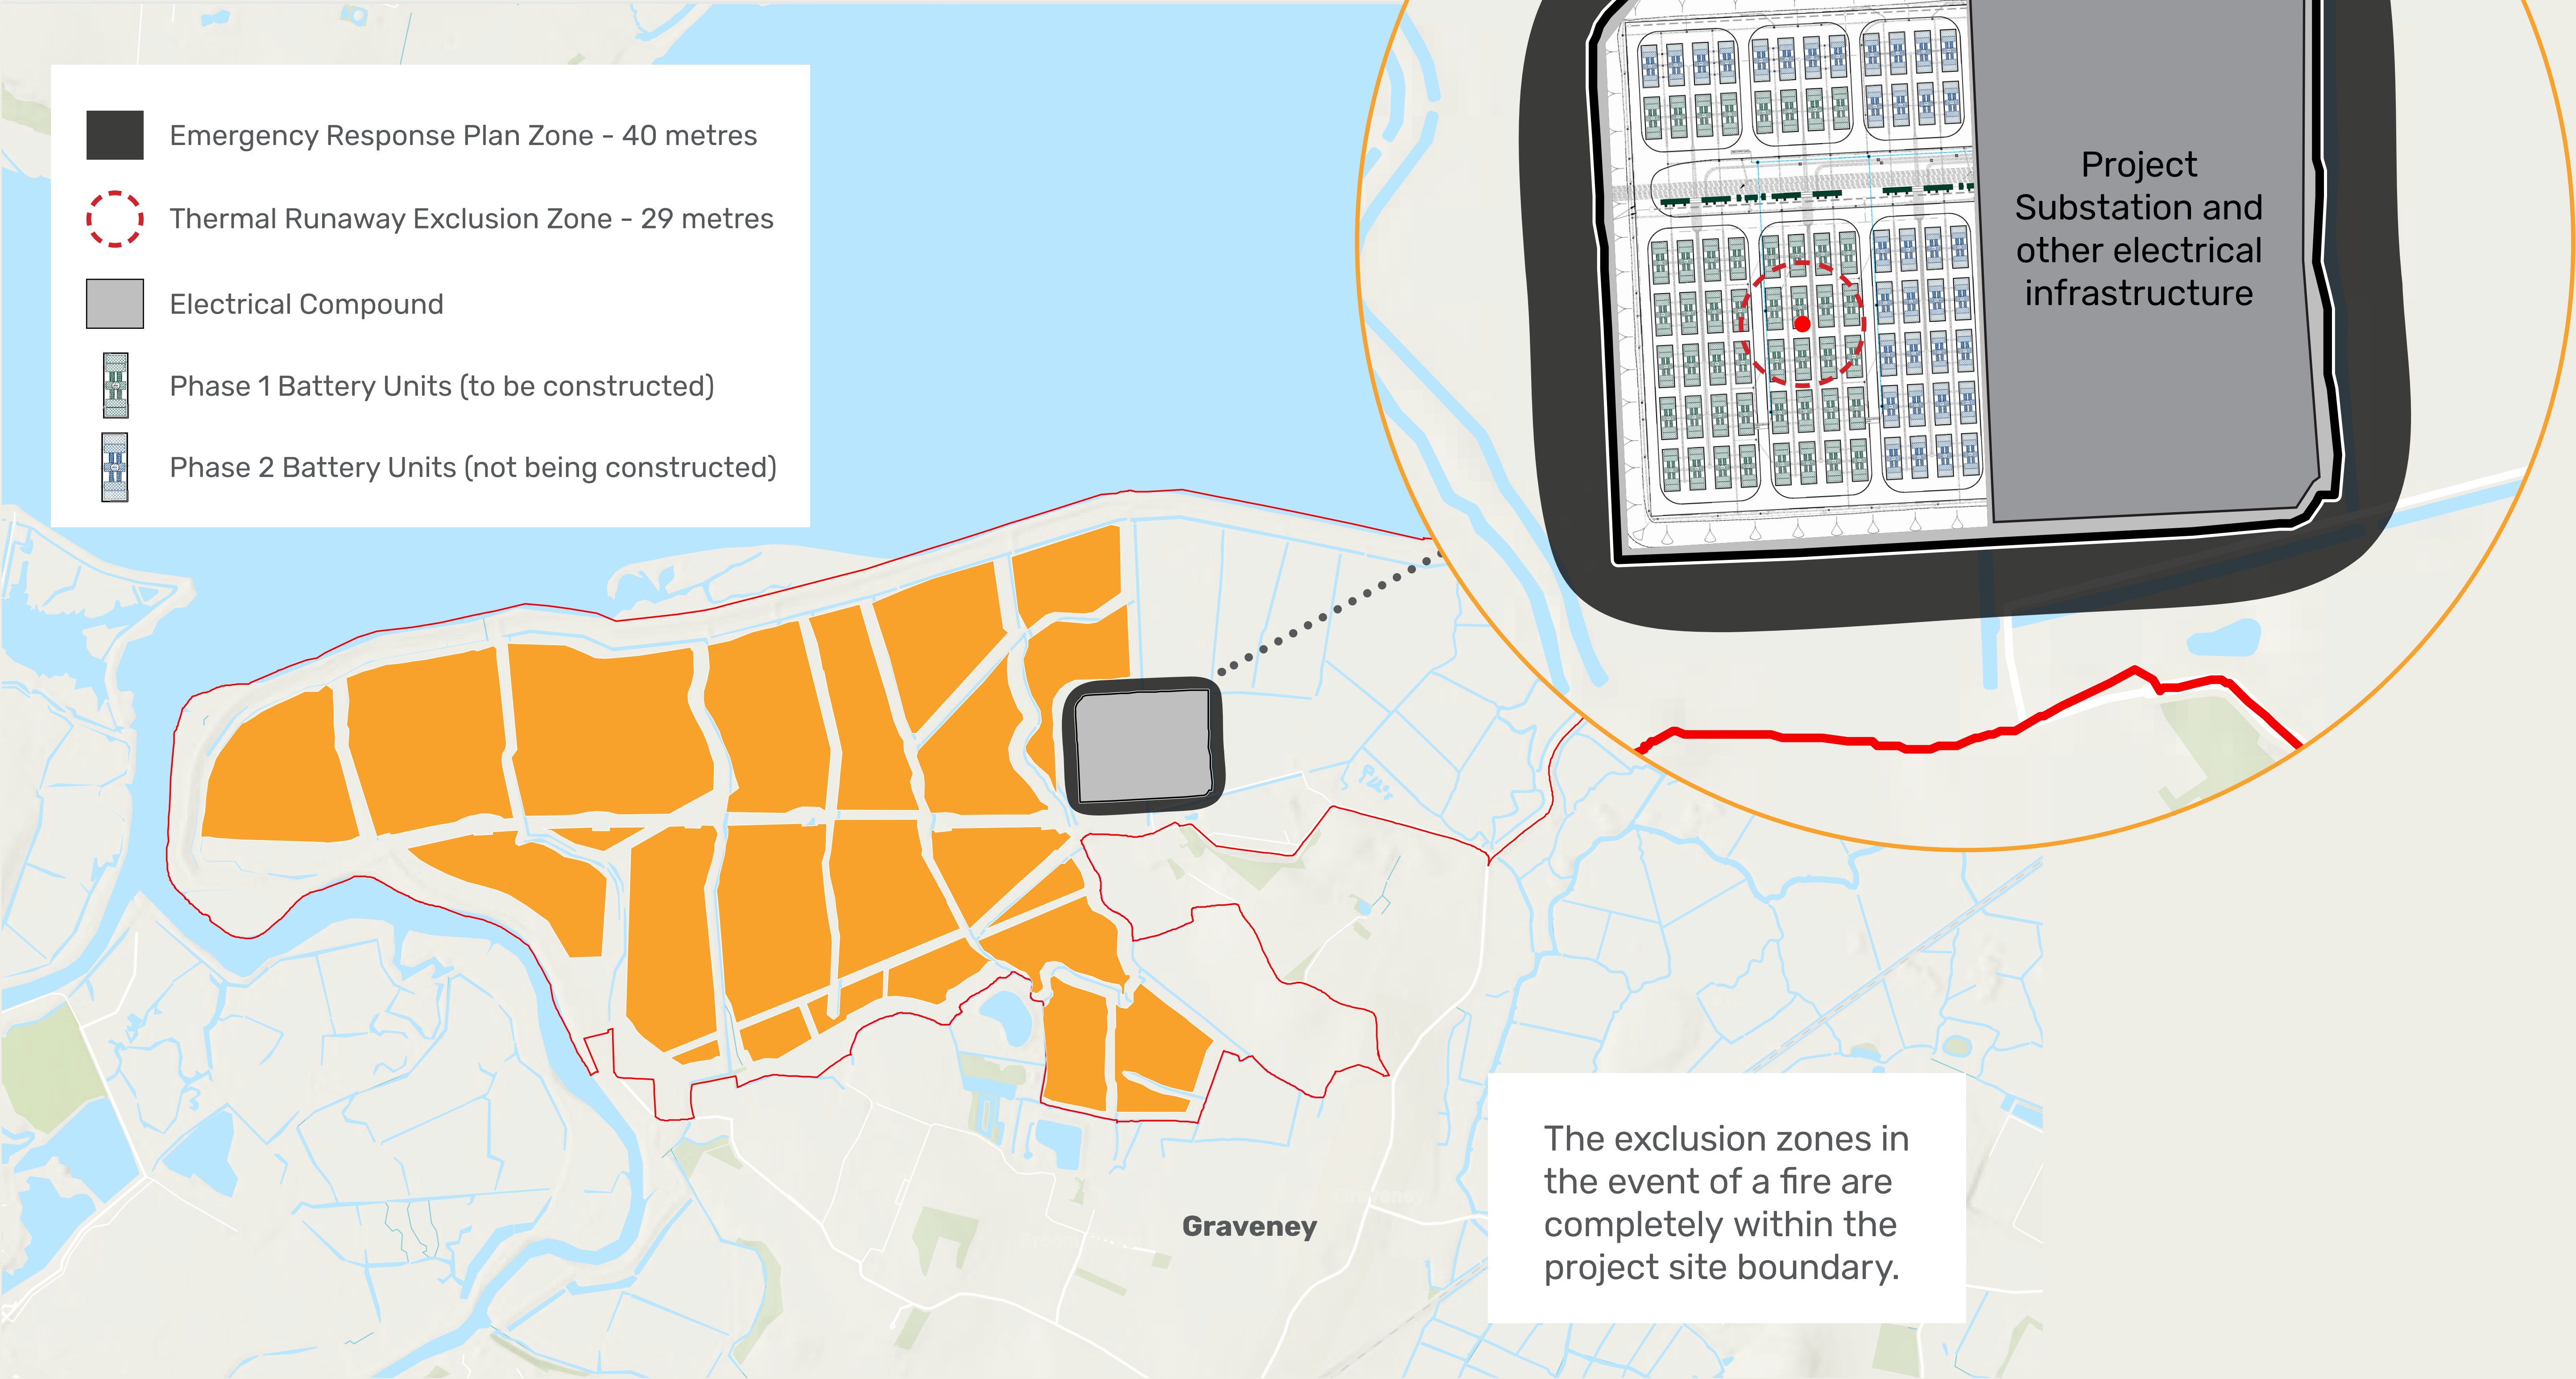 Emergency Response Plan Zone - 40 metres
Thermal Runaway Exclusion Zone - 29 metres
Electrical Compound
Phase 1 Battery Units (to be constructed)
Phase 2 Battery Units (not being constructed)
Project
Substation and
other electrical
infrastructure
Graveney
The exclusion zones in
the event of a fire are
completely within the
project site boundary.